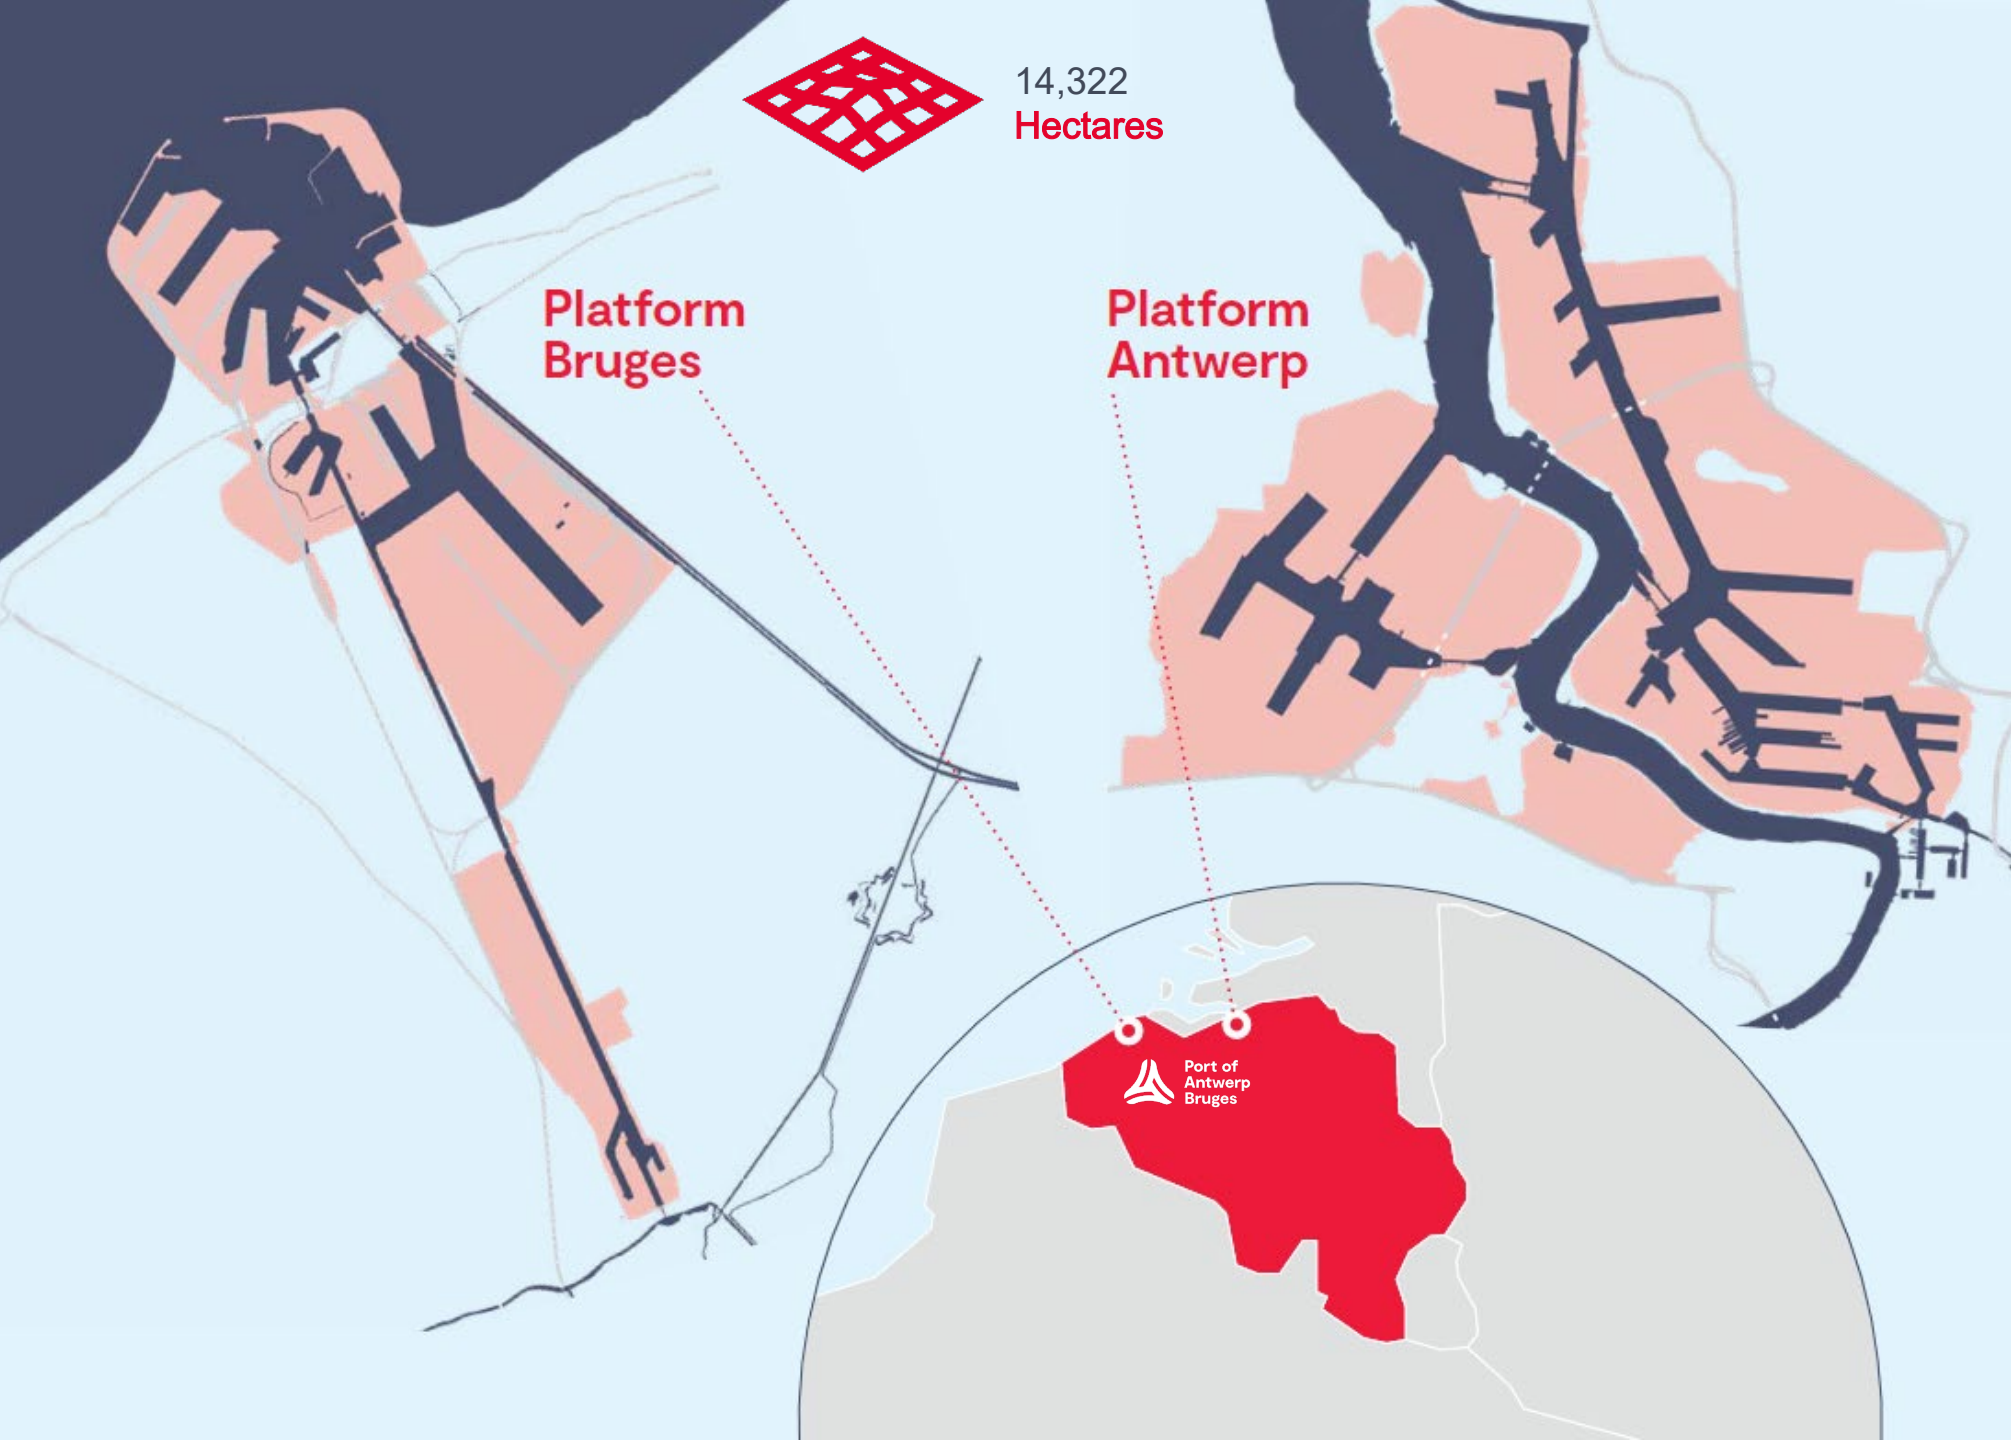 14,322
Hectares
Platform
Bruges
Platform
Antwerp
Port of
Antwerp
Bruges